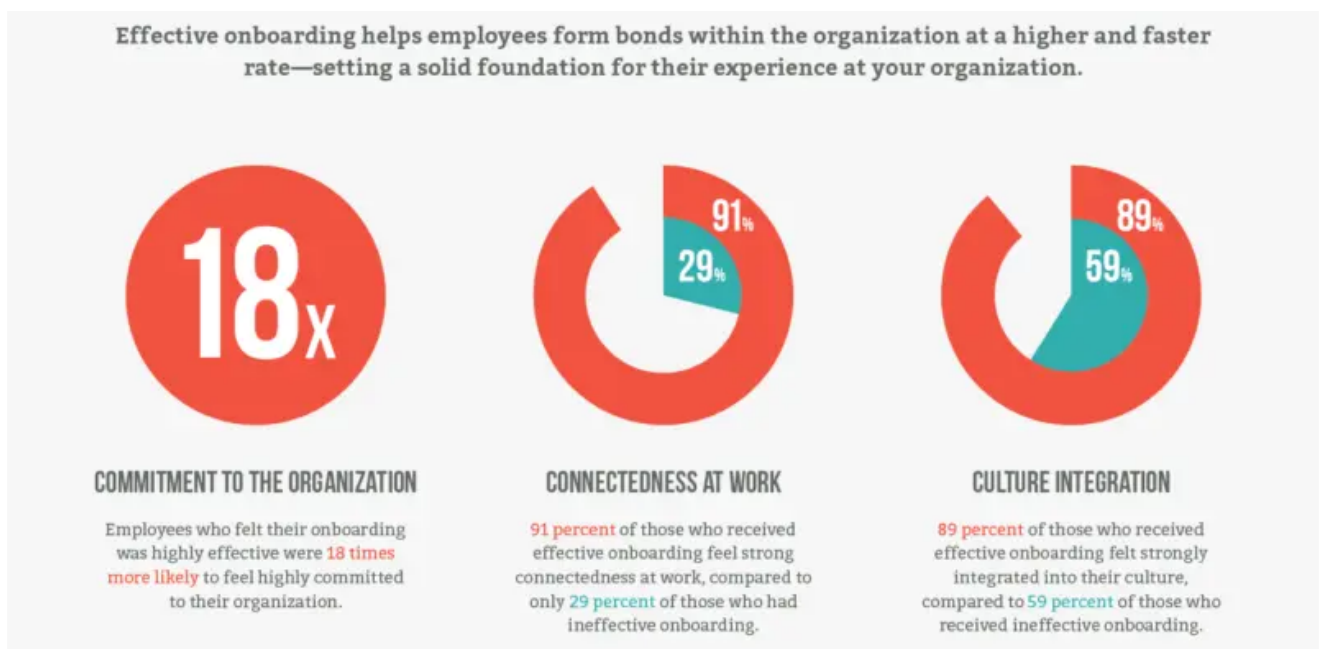 Effective onboarding helps employees form bonds within the organization at a higher and faster
rate—setting a solid foundation for their experience at your organization.
18x
91%
29%
89%
59%
COMMITMENT TO THE ORGANIZATION
Employees who felt their onboarding
was highly effective were 18 times
more likely to feel highly committed
to their organization.
CONNECTEDNESS AT WORK
91 percent of those who received
effective onboarding feel strong
connectedness at work, compared to
only 29 percent of those who had
ineffective onboarding.
CULTURE INTEGRATION
89 percent of those who received
effective onboarding felt strongly
integrated into their culture,
compared to 59 percent of those who
received ineffective onboarding.